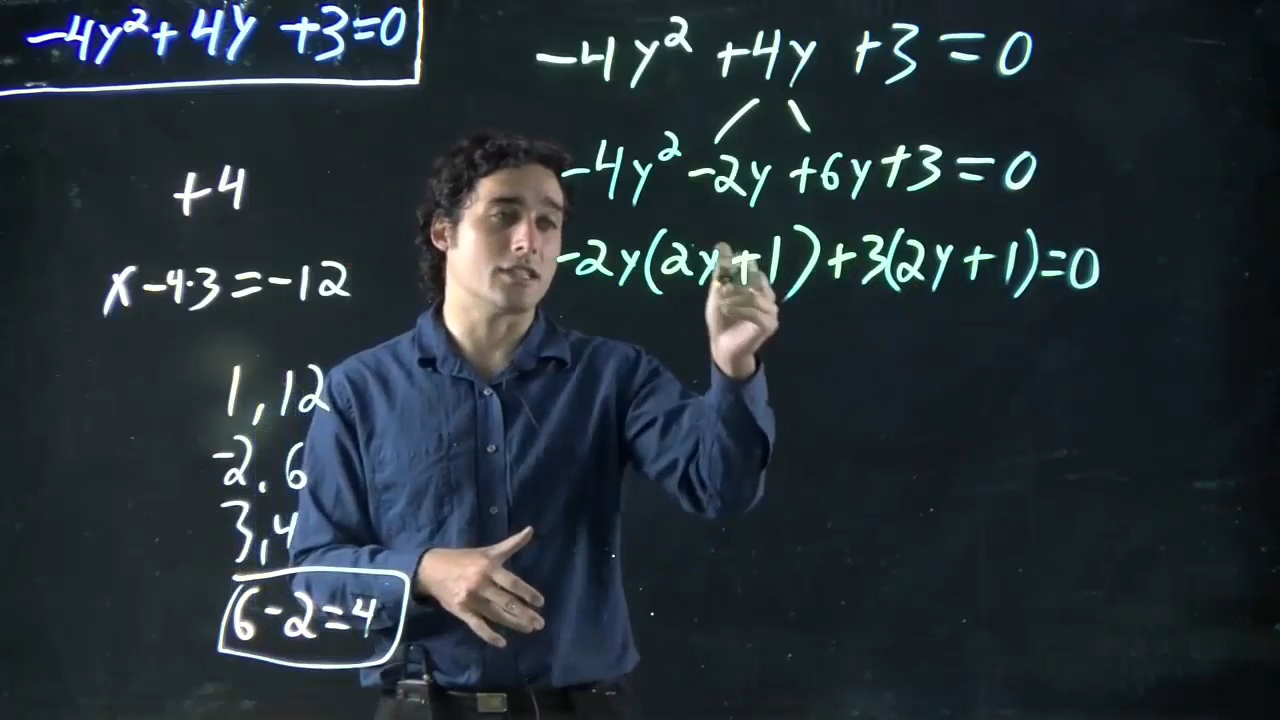 -4y²+4y+3=0
+4
x -4·3=-12
1, 12
-2, 6
3, 4
6-2=4
-4y²+4y+3=0
-4y²-2y+6y+3=0
-2y(2y+1)+3(2y+1)=0